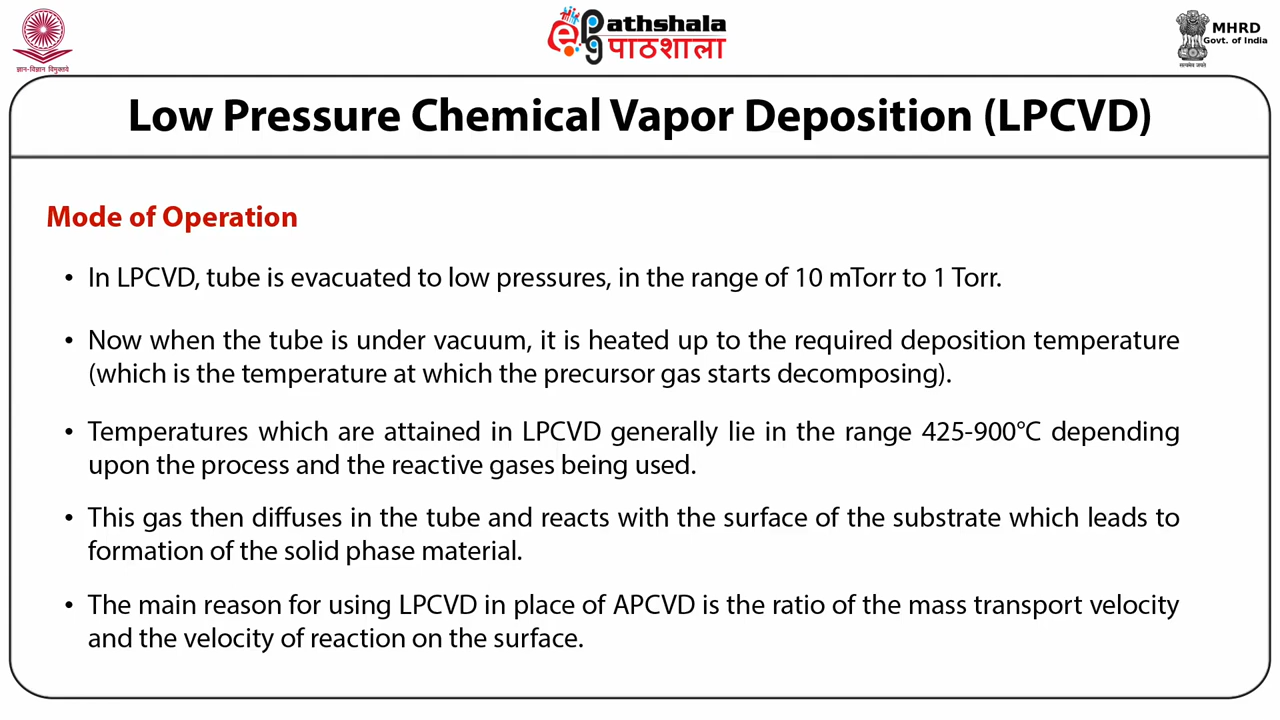 ज्ञान-विज्ञान विमुक्तये
e PG athshala
पाठशाला
MHRD
Govt. of India
सत्यमेव जयते
Low Pressure Chemical Vapor Deposition (LPCVD)
Mode of Operation
• In LPCVD, tube is evacuated to low pressures, in the range of 10 mTorr to 1 Torr.
• Now when the tube is under vacuum, it is heated up to the required deposition temperature
(which is the temperature at which the precursor gas starts decomposing).
• Temperatures which are attained in LPCVD generally lie in the range 425-900°C depending
upon the process and the reactive gases being used.
• This gas then diffuses in the tube and reacts with the surface of the substrate which leads to
formation of the solid phase material.
• The main reason for using LPCVD in place of APCVD is the ratio of the mass transport velocity
and the velocity of reaction on the surface.